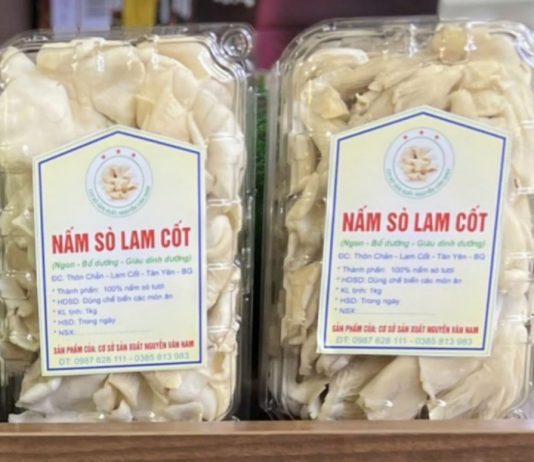 NẤM SÒ LAM CỐT
(Ngon - Bổ dưỡng - Giàu dinh dưỡng)
ĐC: Thôn Chản - Lam Cốt - Tân Yên - BG
* Thành phần: 100% nấm sò tươi
* HDSD: Dùng chế biến các món ăn
* KL tịnh: 1kg
* HSD: Trong ngày
* NSX:
SẢN PHẨM CỦA: CƠ SỞ SẢN XUẤT NGUYỄN VĂN NAM
ĐT: 0987 628 111 - 0385 813 983
NẤM SÒ LAM CỐT
(Ngon - Bổ dưỡng - Giàu dinh dưỡng)
ĐC: Thôn Chản - Lam Cốt - Tân Yên - BG
* Thành phần: 100% nấm sò tươi
* HDSD: Dùng chế biến các món ăn
* KL tịnh: 1kg
* HSD: Trong ngày
* NSX:
SẢN PHẨM CỦA: CƠ SỞ SẢN XUẤT NGUYỄN VĂN NAM
ĐT: 0987 628 111 - 0385 813 983